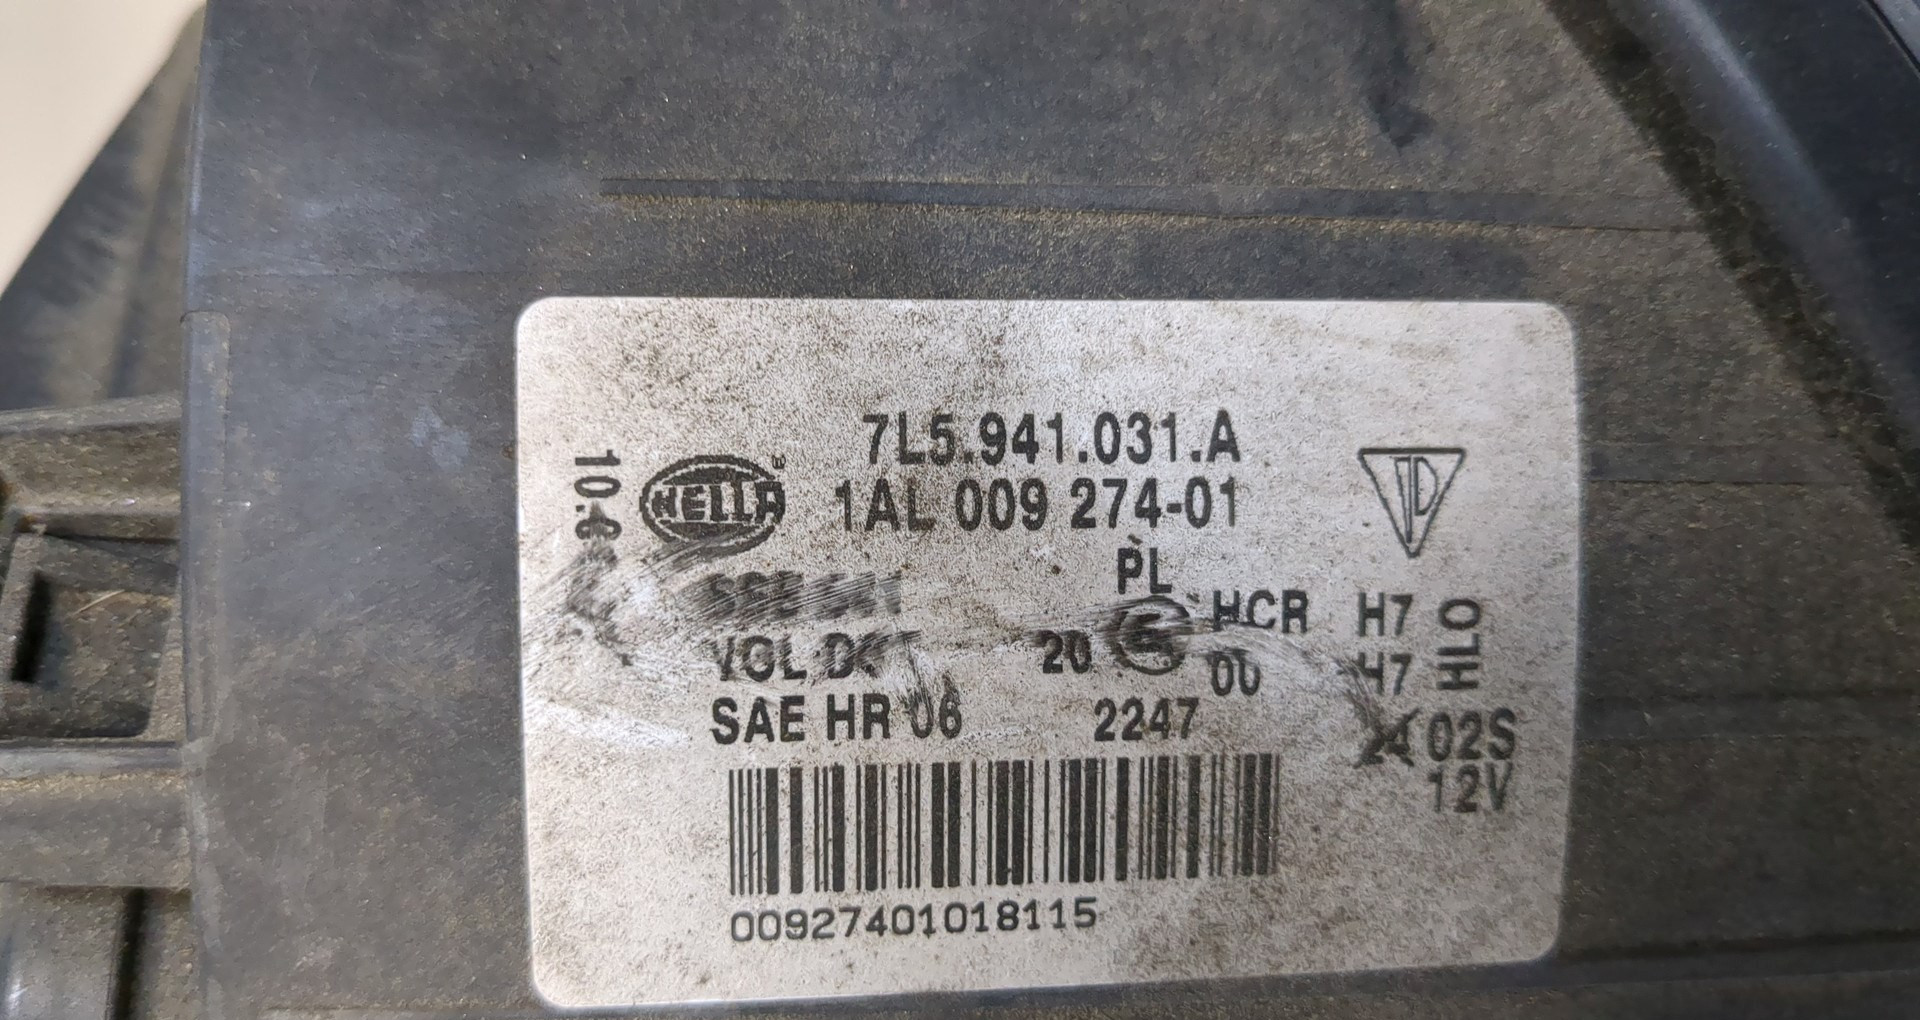 7L5.941.031.A
HELLA
1AL 009 274-01
PL
HCR H7
20 00 H7
HLO
SAE HR 06 2247
02S
12V
00927401018115